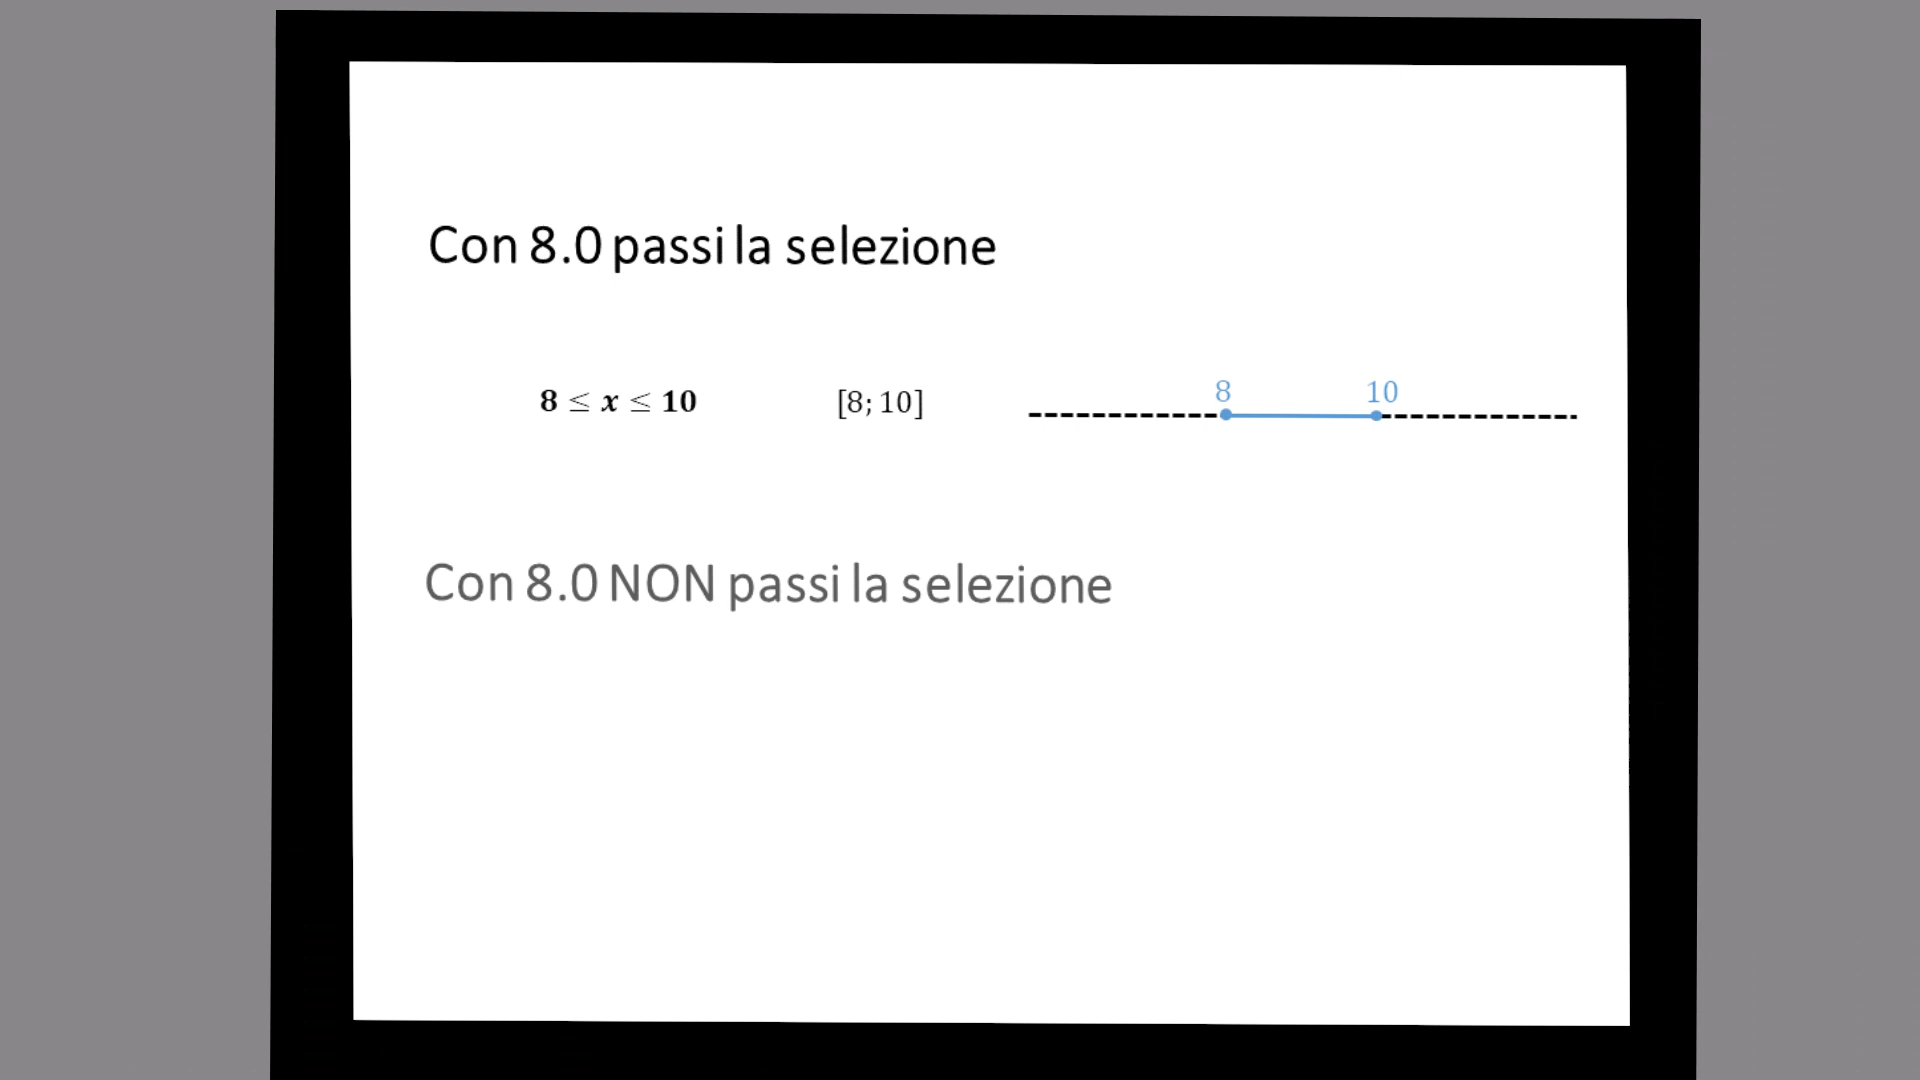 Con 8.0 passi la selezione
8 ≤ x ≤ 10 [8; 10] 8 10
Con 8.0 NON passi la selezione